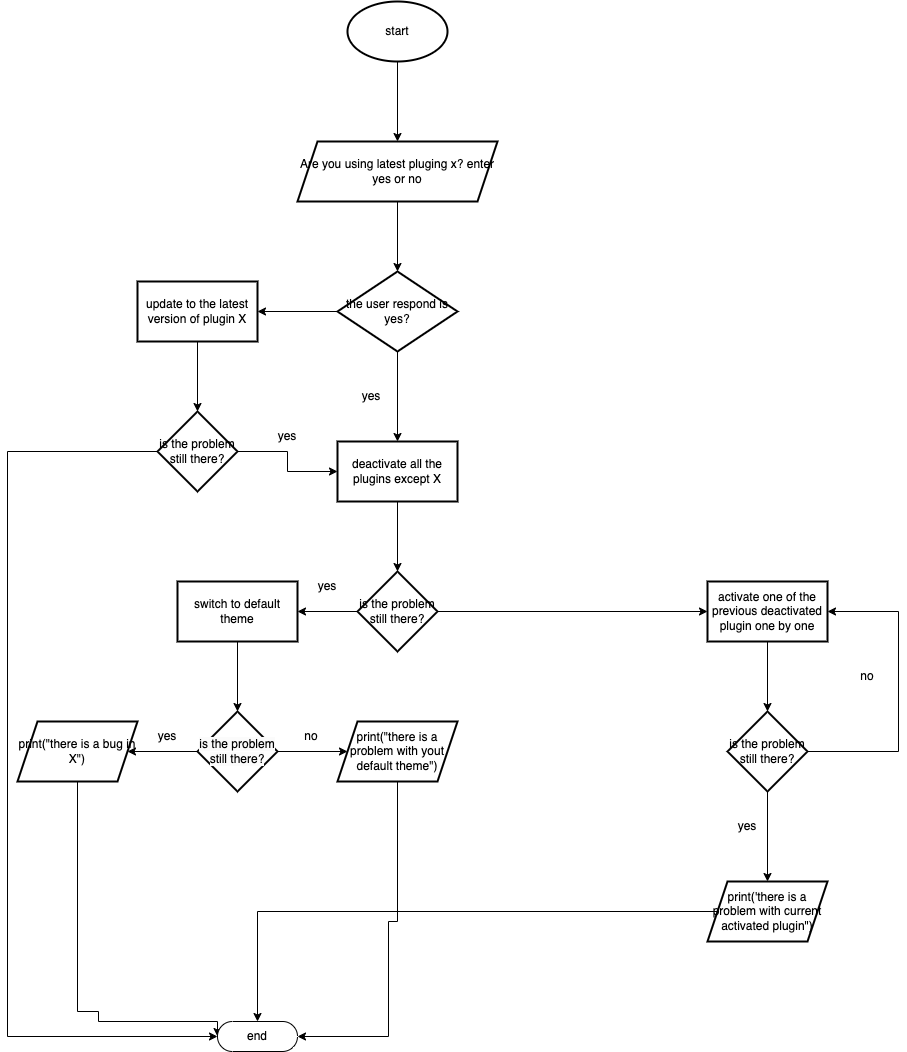 start
Are you using latest pluging x? enter
yes or no
update to the latest
version of plugin X
the user respond is
yes?
yes
is the problem
still there?
yes
deactivate all the
plugins except X
switch to default
theme
yes
is the problem
still there?
activate one of the
previous deactivated
plugin one by one
no
print("there is a bug in
X")
yes
is the problem
still there?
no
print("there is a
problem with yout
default theme")
is the problem
still there?
yes
print('there is a
problem with current
activated plugin")
end